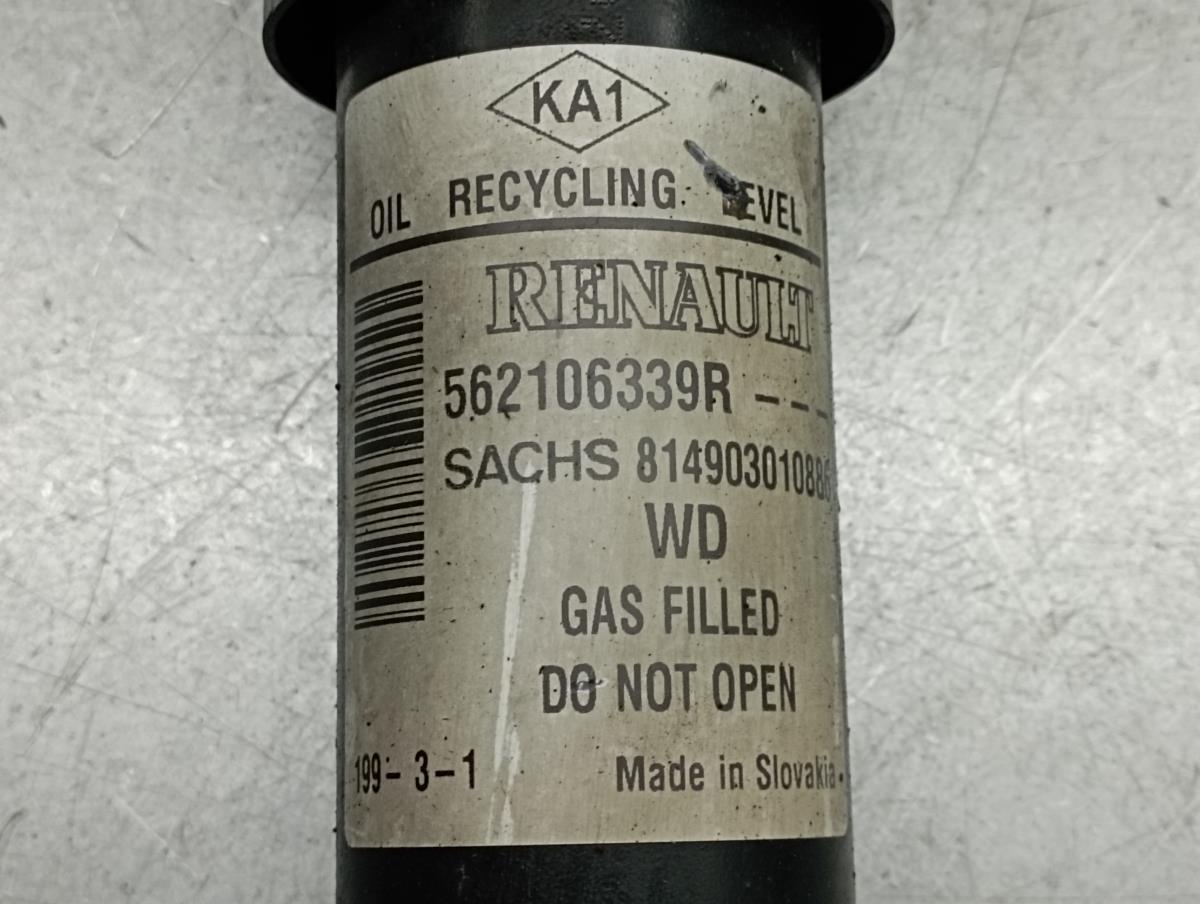 KA1
OIL RECYCLING LEVEL
RENAULT
562106339R ---
SACHS 814903010886
WD
GAS FILLED
DO NOT OPEN
199-3-1 Made in Slovakia